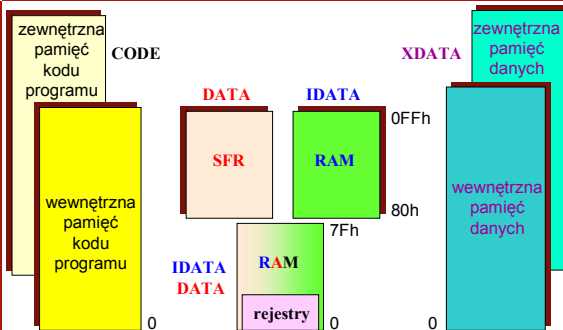 zewnętrzna
pamięć
kodu
programu
CODE
wewnętrzna
pamięć
kodu
programu
0
DATA
SFR
IDATA
RAM
0FFh
80h
7Fh
IDATA
DATA
RAM
rejestry
0
XDATA
zewnętrzna
pamięć
danych
wewnętrzna
pamięć
danych
0